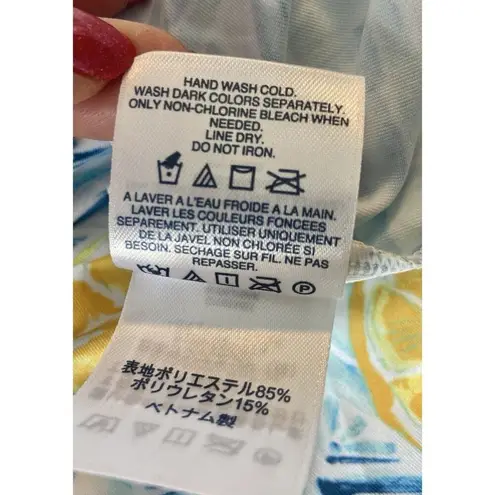 HAND WASH COLD.
WASH DARK COLORS SEPARATELY.
ONLY NON-CHLORINE BLEACH WHEN
NEEDED.
LINE DRY.
DO NOT IRON.
A LAVER A L'EAU FROIDE A LA MAIN.
LAVER LES COULEURS FONCÉES
SEPAREMENT. UTILISER UNIQUEMENT
DE LA JAVEL NON CHLORÉE SI
BESOIN. SECHAGE SUR FIL. NE PAS
REPASSER.
P
表地ポリエステル85%
ポリウレタン15%
ベトナム製